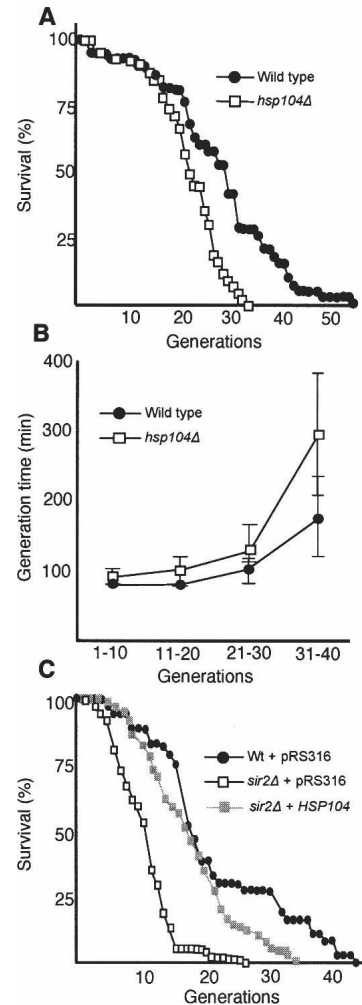 A
100
75
50
25
Survival (%)
Wild type
hsp104Δ
10 20 30 40 50
Generations
B
400
300
200
100
Generation time (min)
Wild type
hsp104Δ
1-10 11-20 21-30 31-40
Generations
C
100
75
50
25
Survival (%)
Wt + pRS316
sir2Δ + pRS316
sir2Δ + HSP104
10 20 30 40
Generations